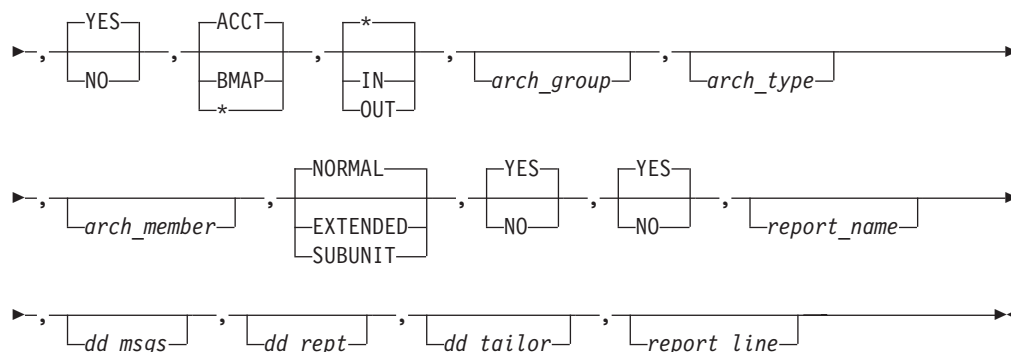 YES ACCT *
, , , , ,
NO BMAP IN arch_group arch_type
* OUT
NORMAL YES YES
, , , , ,
arch_member EXTENDED NO NO report_name
SUBUNIT
, , , ,
dd_msgs dd_rept dd_tailor report_line